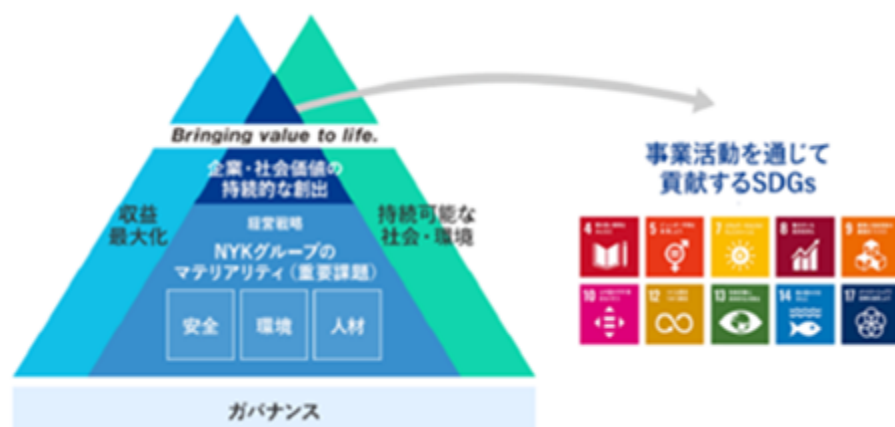 Bringing value to life.
企業・社会価値の
持続的な創出
収益
最大化
持続可能な
社会・環境
経営戦略
NYKグループの
マテリアリティ（重要課題）
安全
環境
人材
ガバナンス
事業活動を通じて
貢献するSDGs
4
5
7
8
9
10
12
13
14
17